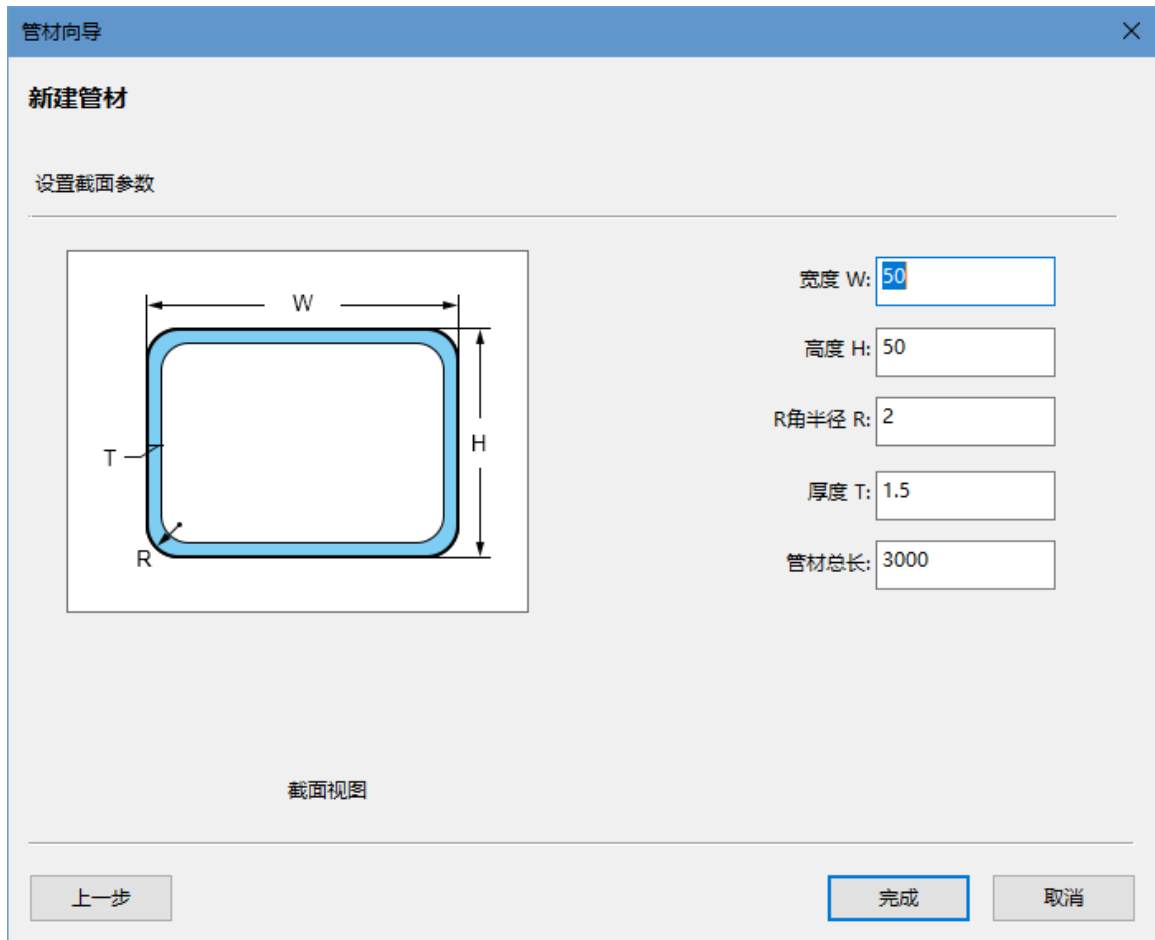 管材向导
新建管材
设置截面参数
W
H
T
R
宽度 W: 50
高度 H: 50
R角半径 R: 2
厚度 T: 1.5
管材总长: 3000
截面视图
上一步
完成
取消